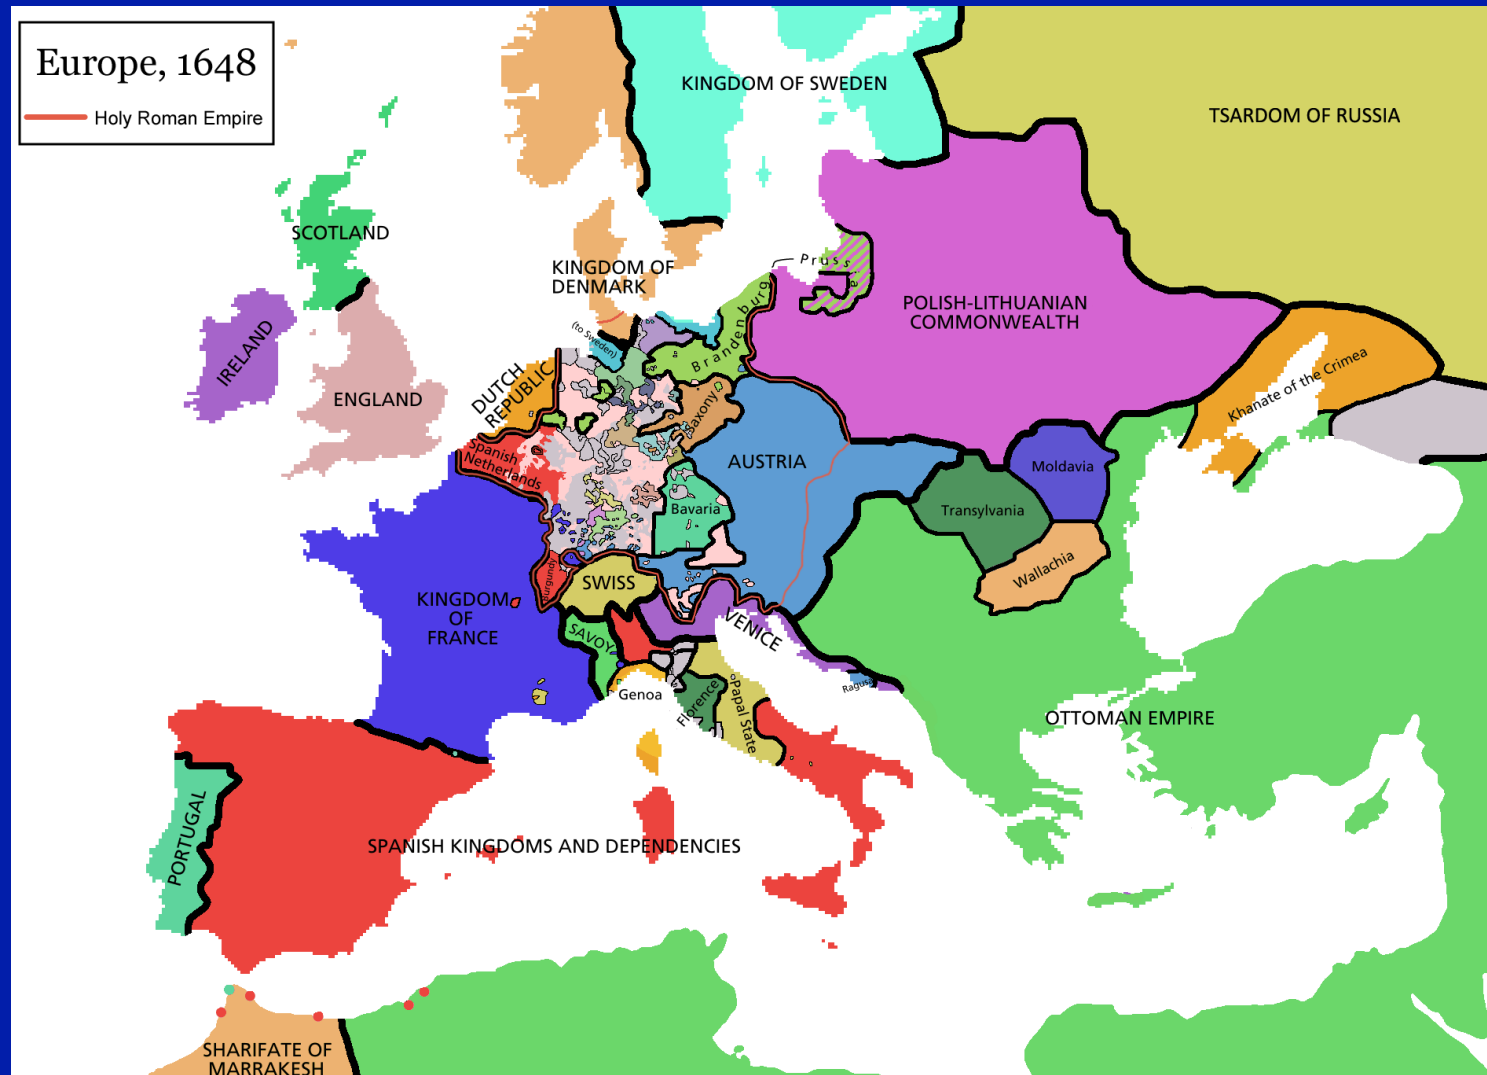 Europe, 1648
Holy Roman Empire
KINGDOM OF SWEDEN
TSARDOM OF RUSSIA
SCOTLAND
KINGDOM OF
DENMARK
(to Sweden)
Prussia
IRELAND
ENGLAND
DUTCH
REPUBLIC
Brandenburg
POLISH-LITHUANIAN
COMMONWEALTH
Khanate of the Crimea
Saxony
Spanish
Netherlands
AUSTRIA
Moldavia
Bavaria
Transylvania
Wallachia
Burgundy
SWISS
KINGDOM
OF
FRANCE
SAVOY
VENICE
Genoa
Florence
Papal State
Ragusa
OTTOMAN EMPIRE
PORTUGAL
SPANISH KINGDOMS AND DEPENDENCIES
SHARIFATE OF
MARRAKESH